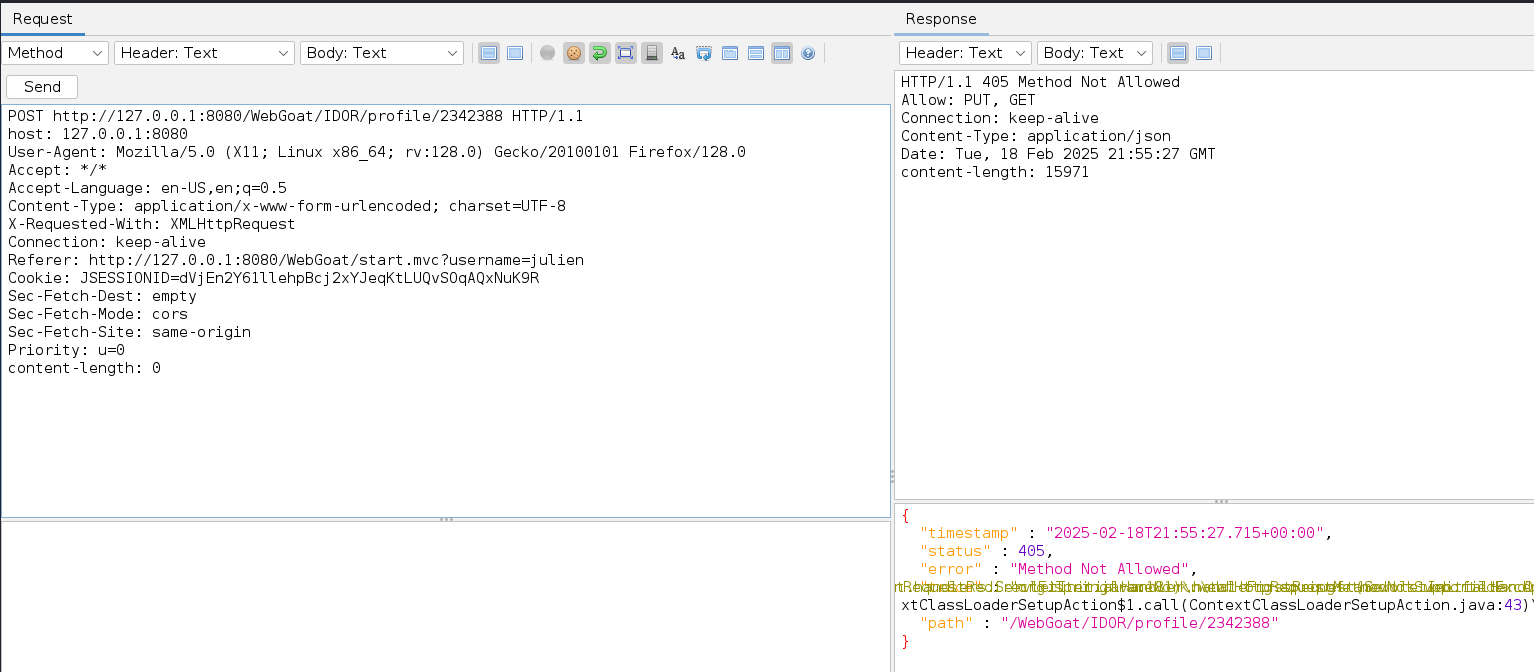 Request
Method
Header: Text
Body: Text
Send
POST http://127.0.0.1:8080/WebGoat/IDOR/profile/2342388 HTTP/1.1
host: 127.0.0.1:8080
User-Agent: Mozilla/5.0 (X11; Linux x86_64; rv:128.0) Gecko/20100101 Firefox/128.0
Accept: */*
Accept-Language: en-US,en;q=0.5
Content-Type: application/x-www-form-urlencoded; charset=UTF-8
X-Requested-With: XMLHttpRequest
Connection: keep-alive
Referer: http://127.0.0.1:8080/WebGoat/start.mvc?username=julien
Cookie: JSESSIONID=dVjEn2Y61llehpBcj2xYJeqKtLUQvSOqAQxNuK9R
Sec-Fetch-Dest: empty
Sec-Fetch-Mode: cors
Sec-Fetch-Site: same-origin
Priority: u=0
content-length: 0
Response
Header: Text
Body: Text
HTTP/1.1 405 Method Not Allowed
Allow: PUT, GET
Connection: keep-alive
Content-Type: application/json
Date: Tue, 18 Feb 2025 21:55:27 GMT
content-length: 15971
{
"timestamp" : "2025-02-18T21:55:27.715+00:00",
"status" : 405,
"error" : "Method Not Allowed",
xtClassLoaderSetupAction$1.call(ContextClassLoaderSetupAction.java:43)
"path" : "/WebGoat/IDOR/profile/2342388"
}